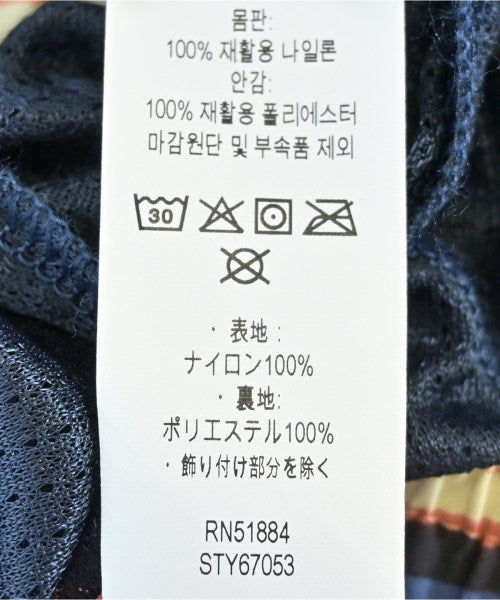 몸판:
100% 재활용 나일론
안감:
100% 재활용 폴리에스터
마감원단 및 부속품 제외
30
・表地:
ナイロン100%
・裏地:
ポリエステル100%
・飾り付け部分を除く
RN51884
STY67053